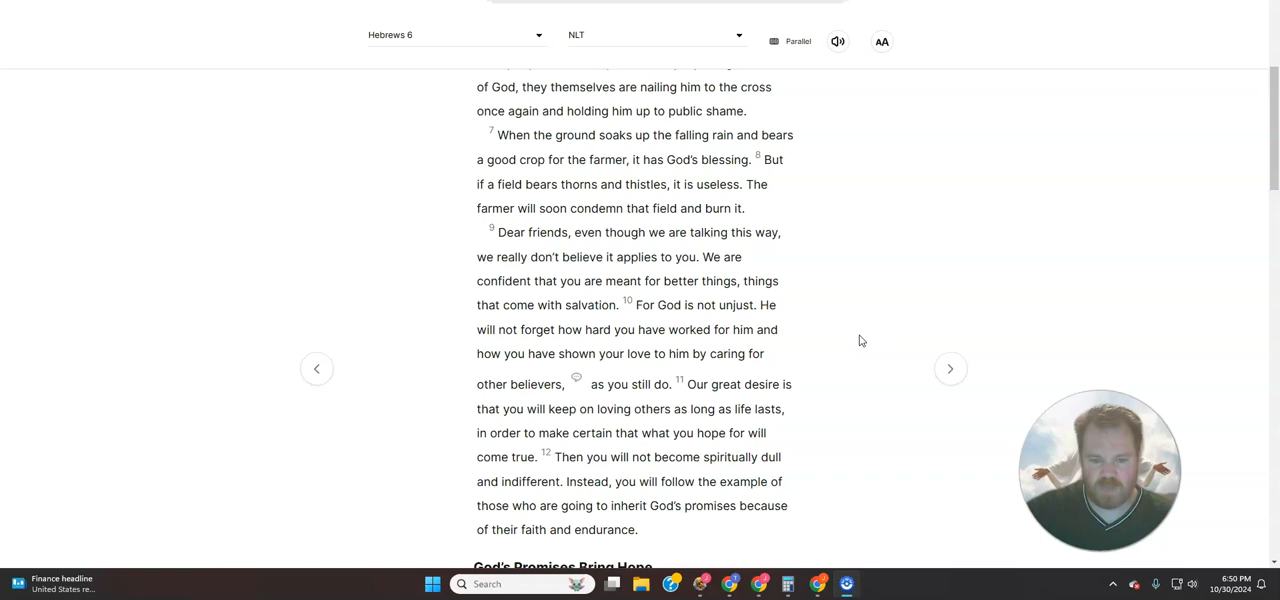 Hebrews 6
NLT
Parallel
AA
of God, they themselves are nailing him to the cross
once again and holding him up to public shame.
7 When the ground soaks up the falling rain and bears
a good crop for the farmer, it has God’s blessing. 8 But
if a field bears thorns and thistles, it is useless. The
farmer will soon condemn that field and burn it.
9 Dear friends, even though we are talking this way,
we really don’t believe it applies to you. We are
confident that you are meant for better things, things
that come with salvation. 10 For God is not unjust. He
will not forget how hard you have worked for him and
how you have shown your love to him by caring for
other believers, as you still do. 11 Our great desire is
that you will keep on loving others as long as life lasts,
in order to make certain that what you hope for will
come true. 12 Then you will not become spiritually dull
and indifferent. Instead, you will follow the example of
those who are going to inherit God’s promises because
of their faith and endurance.
God’s Promises Bring Hope
Finance headline
United States re...
Search
6:50 PM
10/30/2024